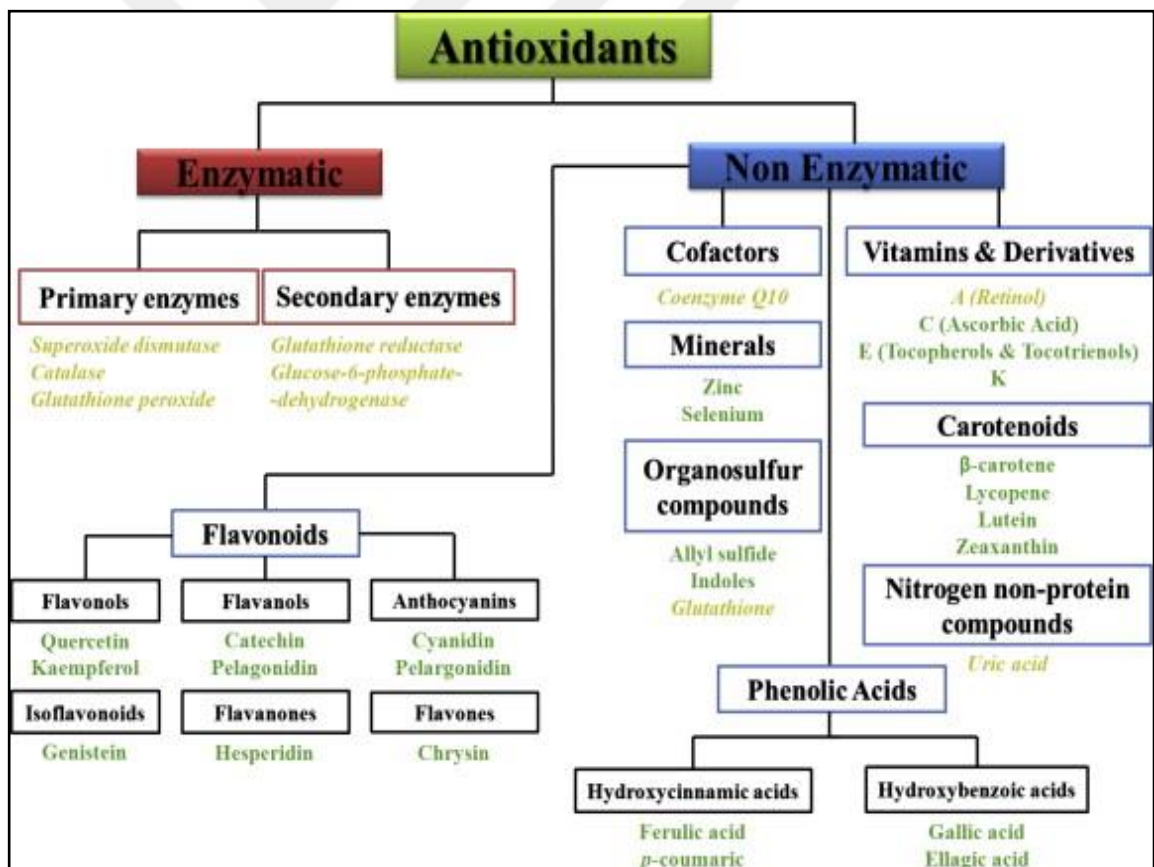 Antioxidants
Enzymatic
Non Enzymatic
Primary enzymes
Superoxide dismutase
Catalase
Glutathione peroxide
Secondary enzymes
Glutathione reductase
Glucose-6-phosphate-
-dehydrogenase
Cofactors
Coenzyme Q10
Minerals
Zinc
Selenium
Organosulfur
compounds
Allyl sulfide
Indoles
Glutathione
Vitamins & Derivatives
A (Retinol)
C (Ascorbic Acid)
E (Tocopherols & Tocotrienols)
K
Carotenoids
β-carotene
Lycopene
Lutein
Zeaxanthin
Nitrogen non-protein
compounds
Uric acid
Flavonoids
Flavonols
Quercetin
Kaempferol
Flavanols
Catechin
Pelagonidin
Anthocyanins
Cyanidin
Pelargonidin
Isoflavonoids
Genistein
Flavanones
Hesperidin
Flavones
Chrysin
Phenolic Acids
Hydroxycinnamic acids
Ferulic acid
p-coumaric
Hydroxybenzoic acids
Gallic acid
Ellagic acid